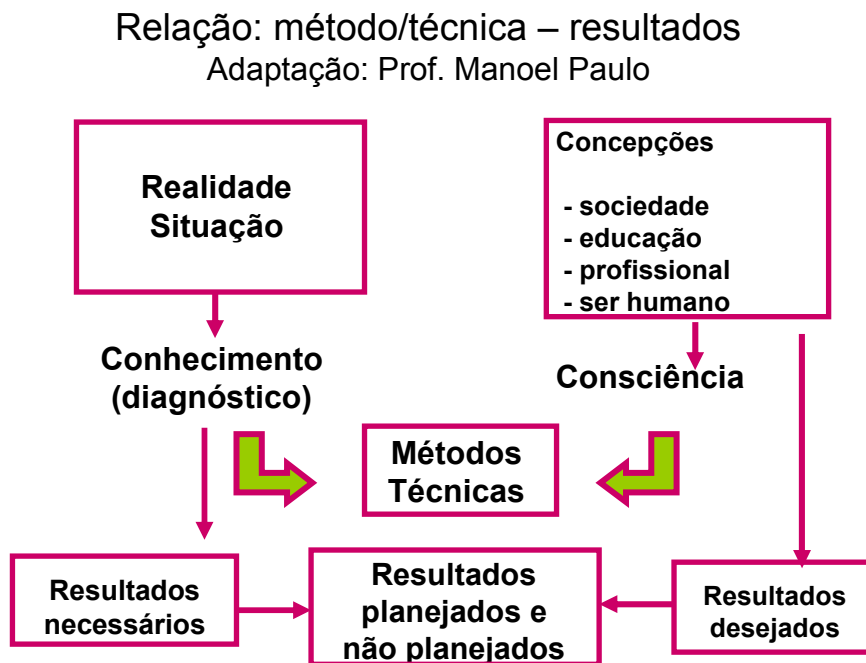 Relação: método/técnica – resultados
Adaptação: Prof. Manoel Paulo
Realidade
Situação
Concepções
- sociedade
- educação
- profissional
- ser humano
Conhecimento
(diagnóstico)
Consciência
Métodos
Técnicas
Resultados
necessários
Resultados
planejados e
não planejados
Resultados
desejados